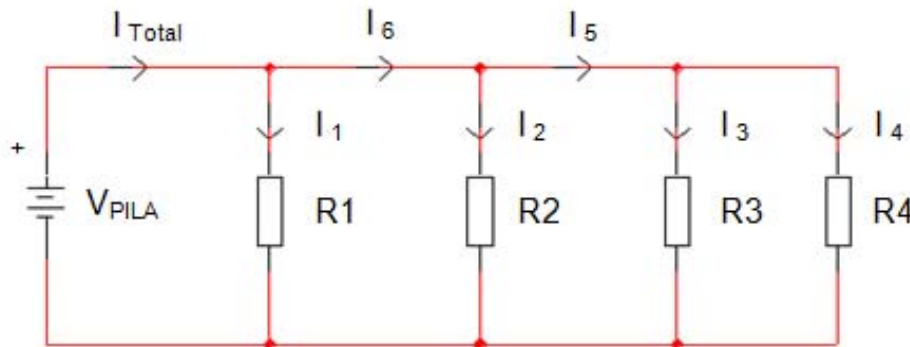 I Total I 6 I 5
I 1 I 2 I 3 I 4
+
VPILA R1 R2 R3 R4